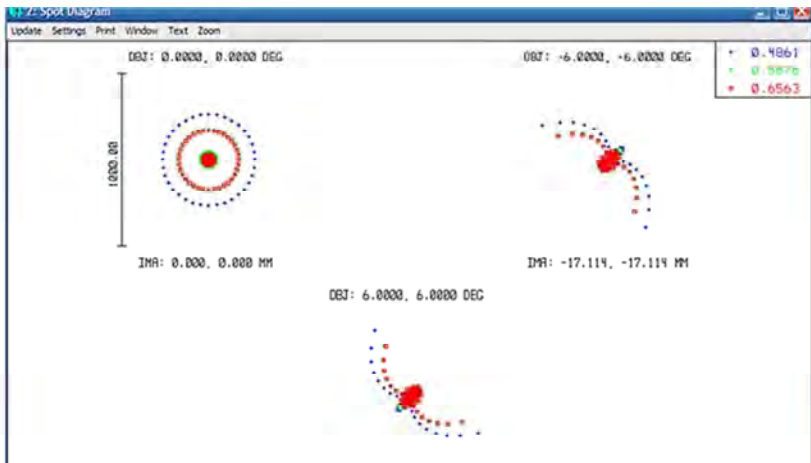 2: Spot Diagram
Update Settings Print Window Text Zoom
OBJ: 0.0000, 0.0000 DEG
OBJ: -6.0000, -6.0000 DEG
0.4861
0.5876
0.6563
1000.00
IMA: 0.000, 0.000 MM
IMA: -17.114, -17.114 MM
OBJ: 6.0000, 6.0000 DEG